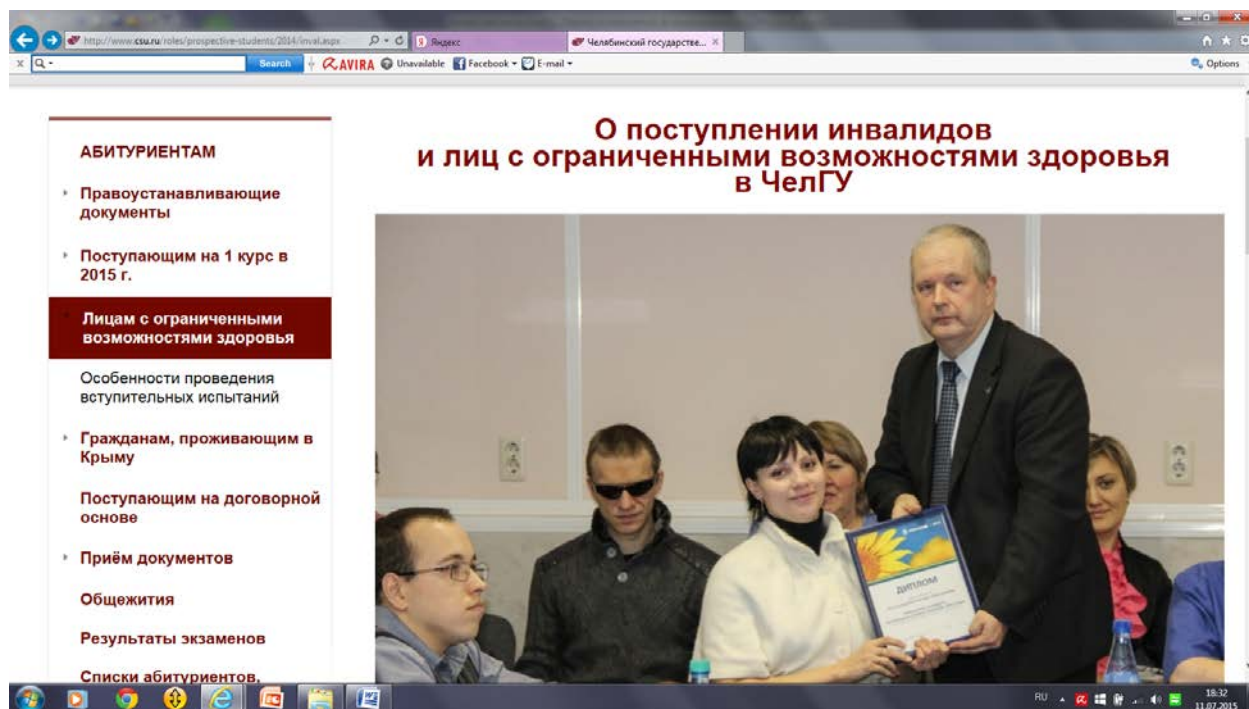 http://www.csu.ru/roles/prospective-students/2014/inval.aspx
Яндекс
Челябинский государстве...
Search
AVIRA
Unavailable
Facebook
E-mail
Options
АБИТУРИЕНТАМ
Правоустанавливающие
документы
Поступающим на 1 курс в
2015 г.
Лицам с ограниченными
возможностями здоровья
Особенности проведения
вступительных испытаний
Гражданам, проживающим в
Крыму
Поступающим на договорной
основе
Приём документов
Общежития
Результаты экзаменов
Списки абитуриентов,
О поступлении инвалидов
и лиц с ограниченными возможностями здоровья
в ЧелГУ
ДИПЛОМ
RU
18:32
11.07.2015